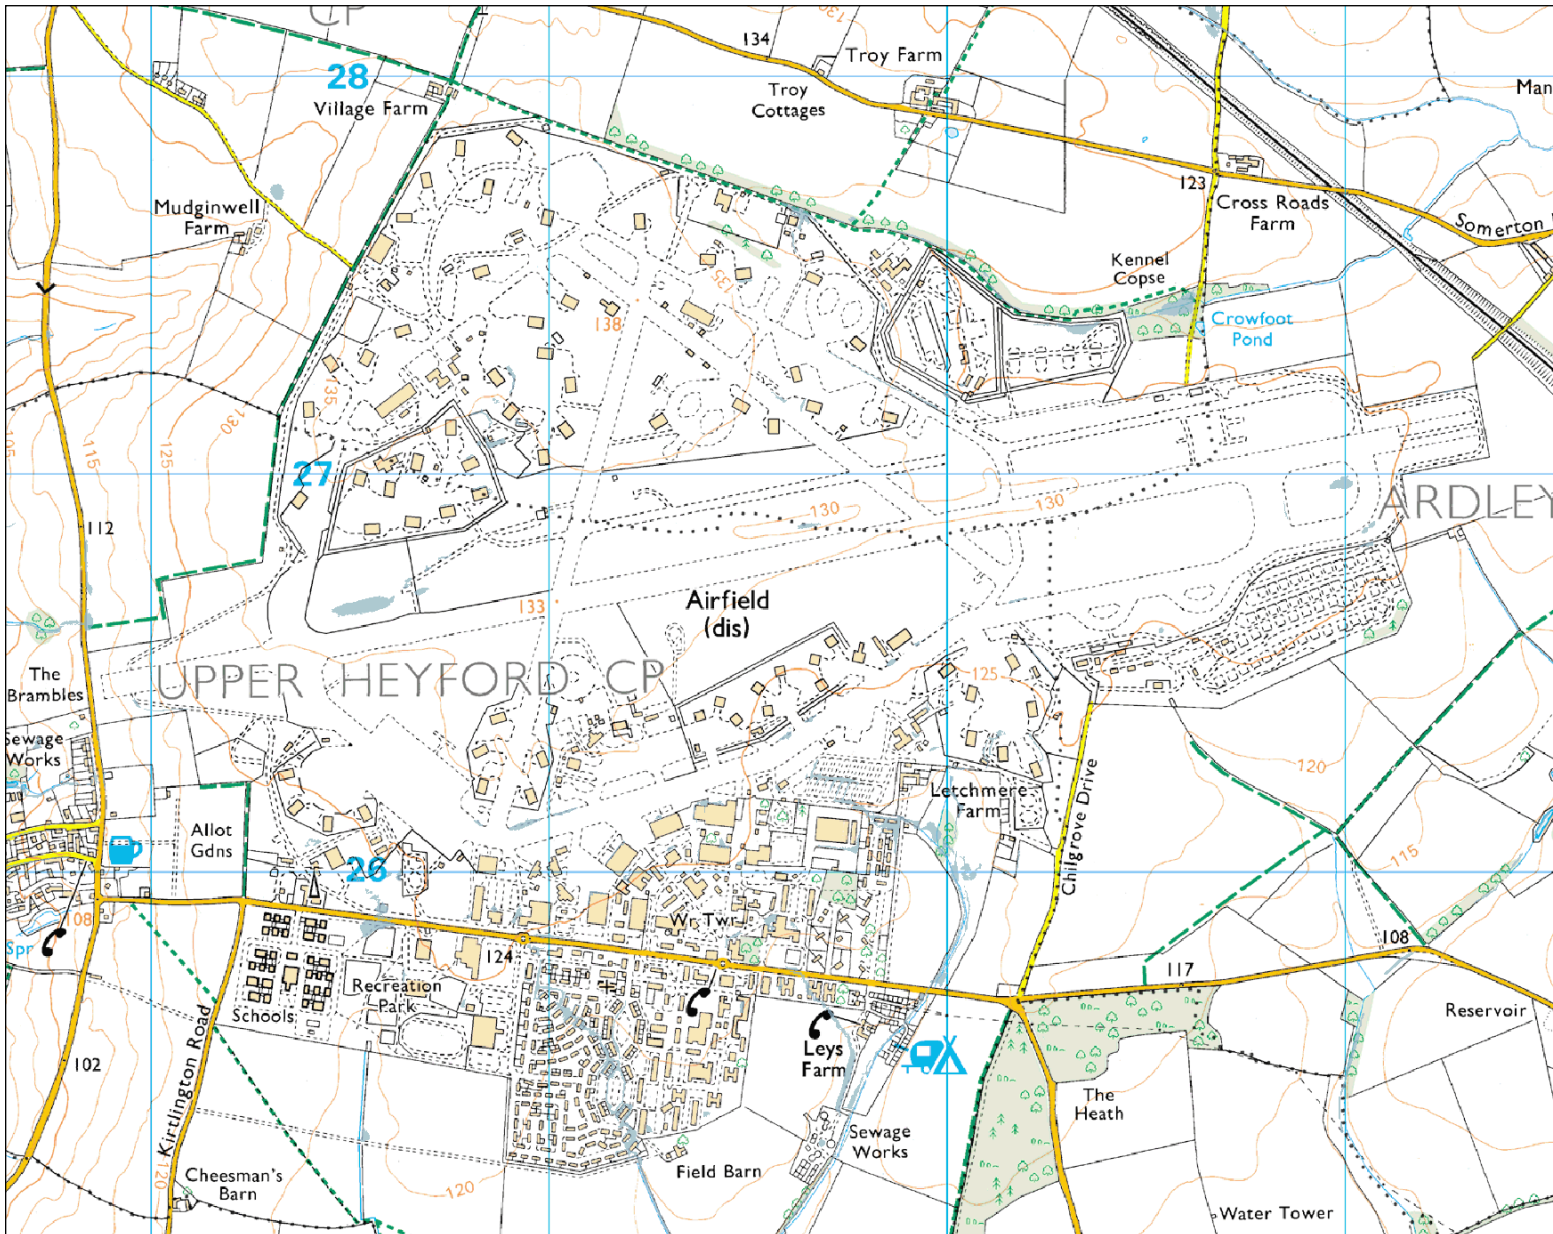 CP
134
Troy Farm
28
Village Farm
Troy
Cottages
Man
123
Mudginwell
Farm
Cross Roads
Farm
Somerton
Kennel
Copse
130
135
138
Crowfoot
Pond
135
130
105
115
125
27
130
130
ARDLEY
112
133
Airfield
(dis)
The
Brambles
UPPER HEYFORD CP
125
Sewage
Works
120
Letchmere
Farm
Chilgrove Drive
Allot
Gdns
115
26
108
Wr Twr
Spr
124
108
117
Recreation
Park
Schools
Reservoir
Kirtlington Road
Leys
Farm
102
The
Heath
Sewage
Works
Field Barn
Cheesman's
Barn
120
120
Water Tower